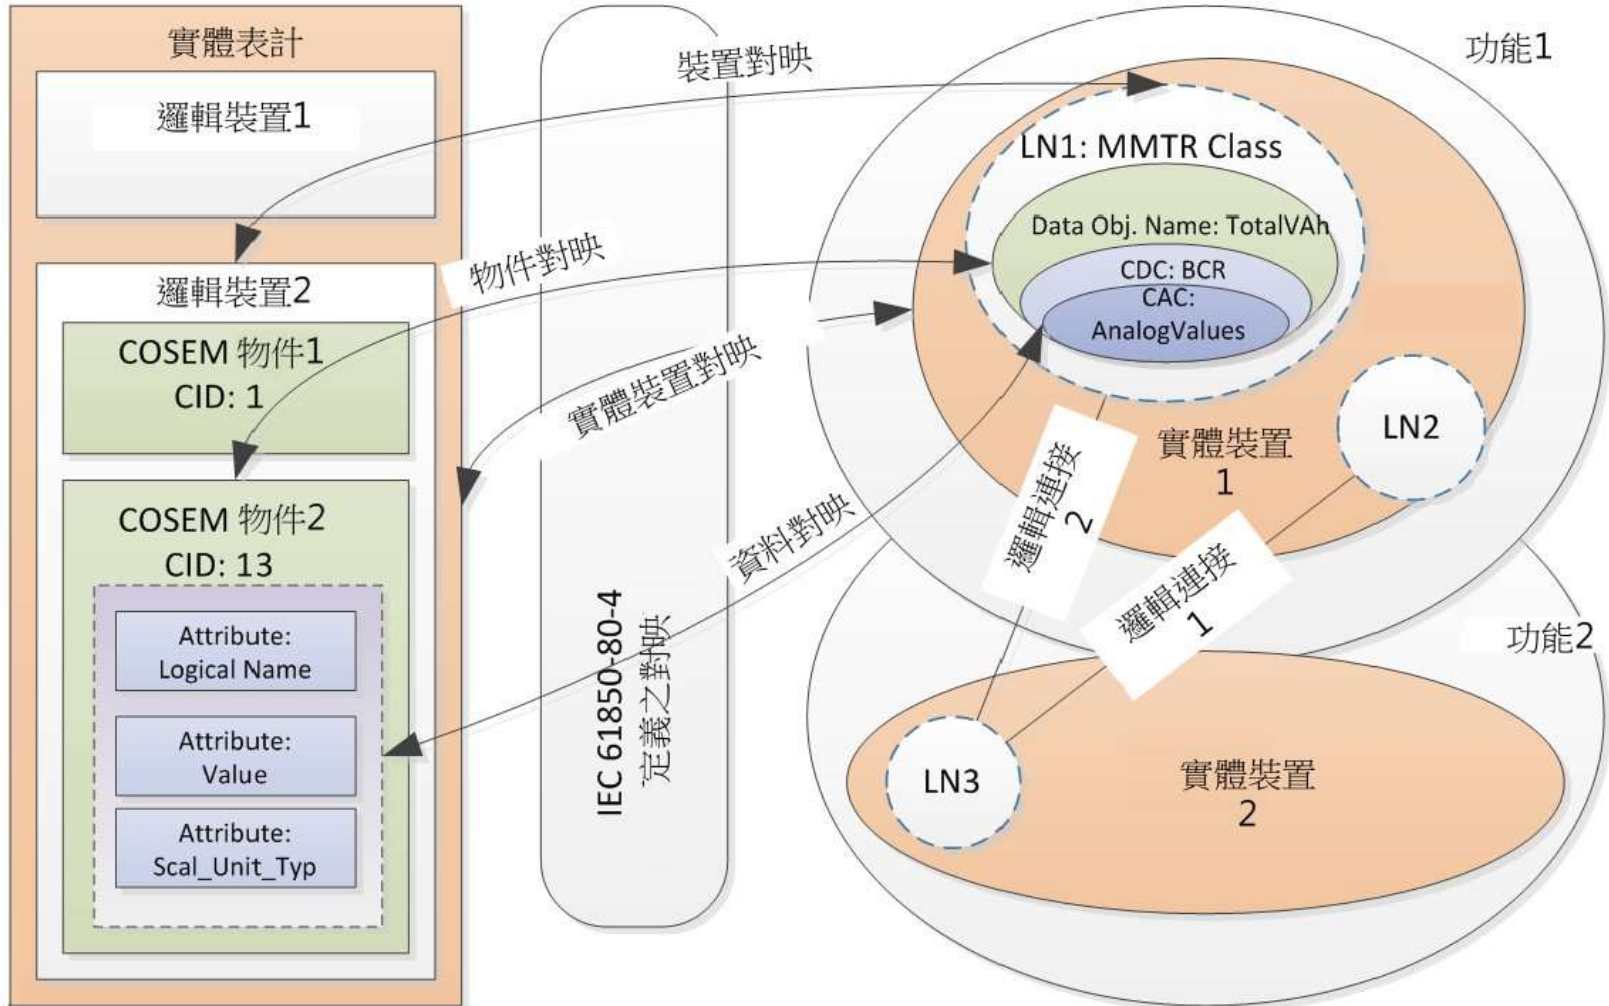 實體表計
邏輯裝置1
邏輯裝置2
COSEM 物件1
CID: 1
COSEM 物件2
CID: 13
Attribute:
Logical Name
Attribute:
Value
Attribute:
Scal_Unit_Typ
裝置對映
物件對映
實體裝置對映
資料對映
IEC 61850-80-4
定義之對映
功能1
LN1: MMTR Class
Data Obj. Name: TotalVAh
CDC: BCR
CAC:
AnalogValues
LN2
實體裝置
1
邏輯連接
2
邏輯連接
1
功能2
LN3
實體裝置
2